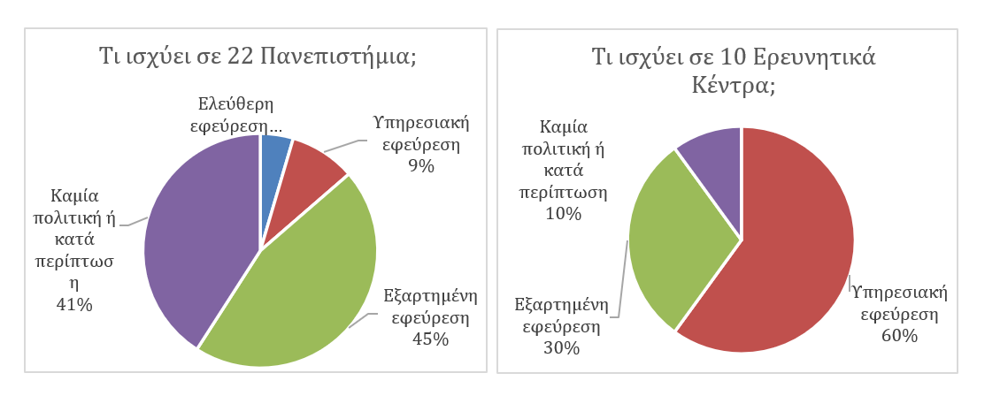 Τι ισχύει σε 22 Πανεπιστήμια;
Ελεύθερη
εφεύρεση...
Υπηρεσιακή
εφεύρεση
9%
Καμία
πολιτική ή
κατά
περίπτωσ
η
41%
Εξαρτημένη
εφεύρεση
45%
Τι ισχύει σε 10 Ερευνητικά
Κέντρα;
Καμία
πολιτική ή
κατά
περίπτωση
10%
Εξαρτημένη
εφεύρεση
30%
Υπηρεσιακή
εφεύρεση
60%